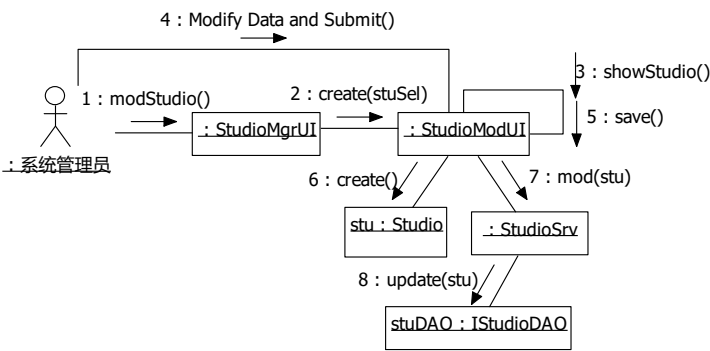 4 : Modify Data and Submit()
3 : showStudio()
1 : modStudio()
2 : create(stuSel)
5 : save()
: StudioMgrUI
: StudioModUI
: 系统管理员
6 : create()
7 : mod(stu)
stu : Studio
: StudioSrv
8 : update(stu)
stuDAO : IStudioDAO